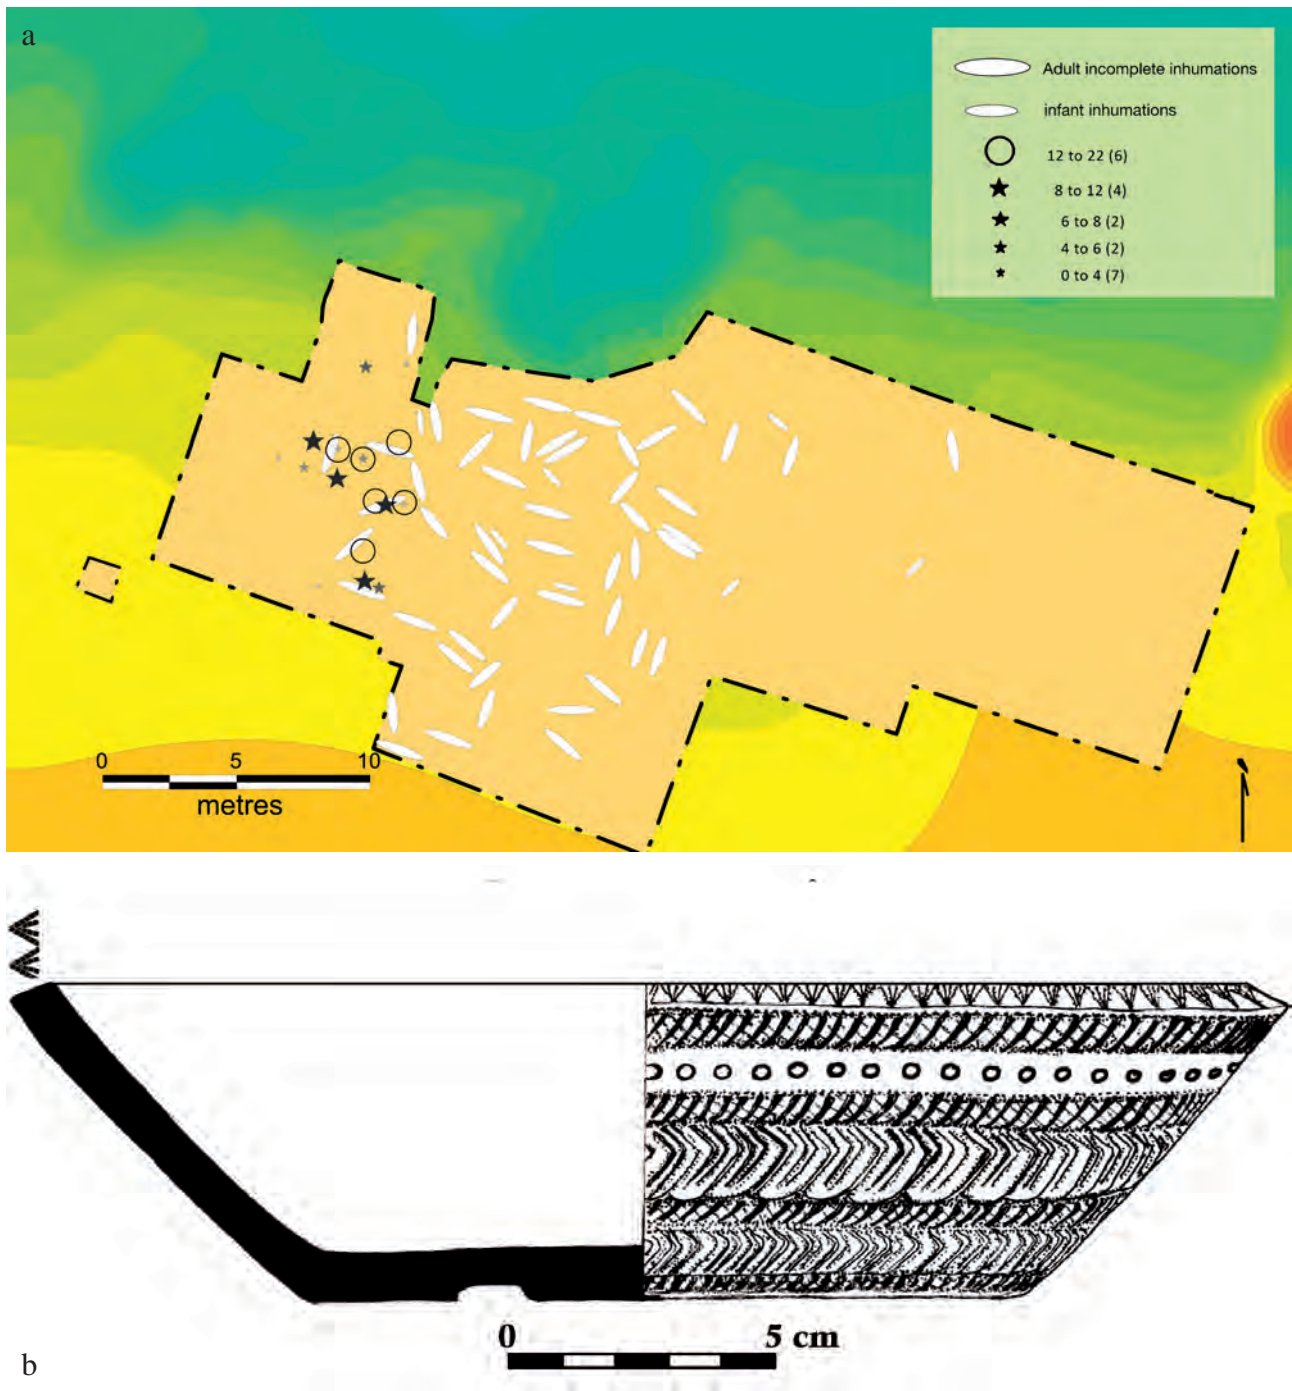 a
Adult incomplete inhumations
infant inhumations
12 to 22 (6)
8 to 12 (4)
6 to 8 (2)
4 to 6 (2)
0 to 4 (7)
0 5 10
metres
0 5 cm
b